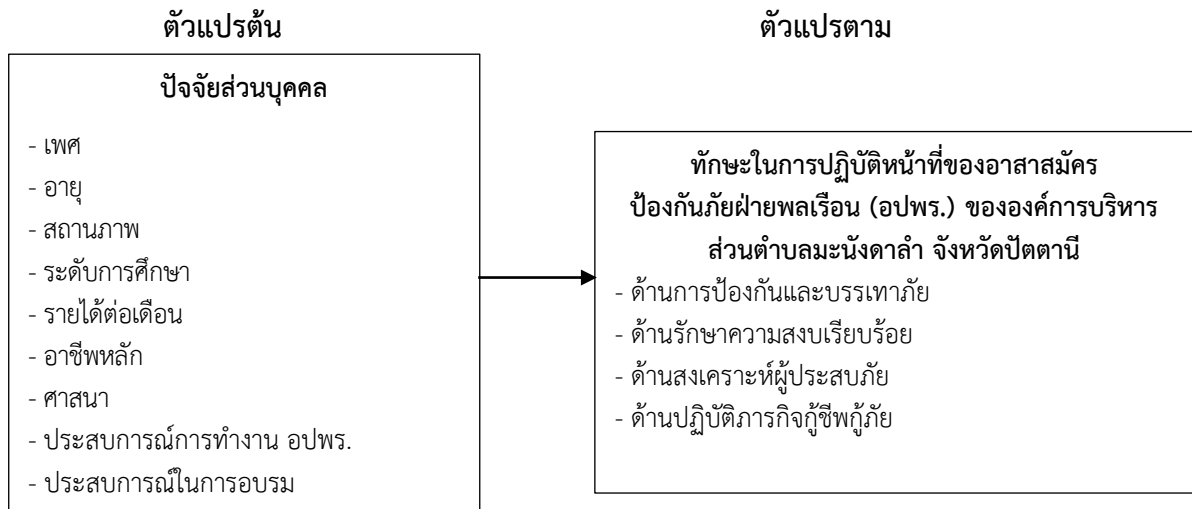 ตัวแปรต้น
ตัวแปรตาม
ปัจจัยส่วนบุคคล
- เพศ
- อายุ
- สถานภาพ
- ระดับการศึกษา
- รายได้ต่อเดือน
- อาชีพหลัก
- ศาสนา
- ประสบการณ์การทำงาน อปพร.
- ประสบการณ์ในการอบรม
ทักษะในการปฏิบัติหน้าที่ของอาสาสมัคร
ป้องกันภัยฝ่ายพลเรือน (อปพร.) ขององค์การบริหาร
ส่วนตำบลมะนังดาลำ จังหวัดปัตตานี
- ด้านการป้องกันและบรรเทาภัย
- ด้านรักษาความสงบเรียบร้อย
- ด้านสงเคราะห์ผู้ประสบภัย
- ด้านปฏิบัติภารกิจกู้ชีพกู้ภัย